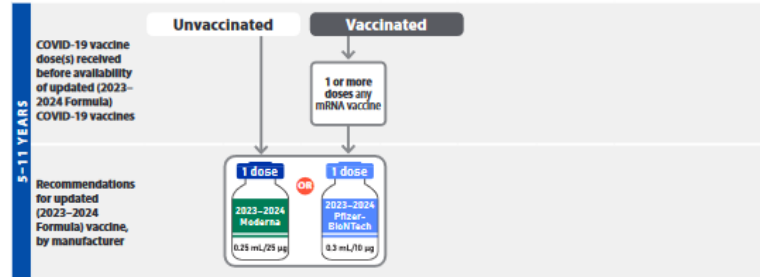 Unvaccinated
Vaccinated
COVID-19 vaccine
dose(s) received
before availability
of updated (2023–
2024 Formula)
COVID-19 vaccines
1 or more
doses any
mRNA vaccine
5–11 YEARS
Recommendations
for updated
(2023–2024
Formula) vaccine,
by manufacturer
1 dose
2023–2024
Moderna
0.25 mL/25 µg
OR
1 dose
2023–2024
Pfizer-
BioNTech
0.3 mL/10 µg